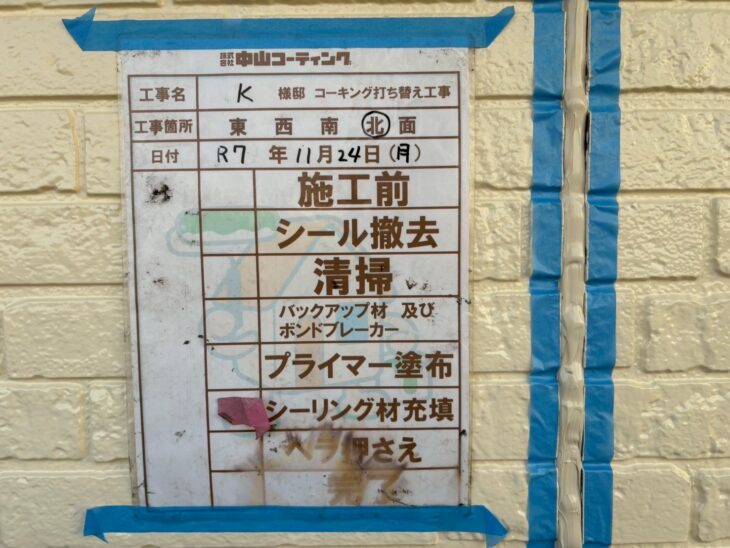 株式会社 中山コーティング
工事名 K 様邸 コーキング打ち替え工事
工事箇所 東 西 南 北 面
日付 R7 年 11月 24日 (月)
施工前
シール撤去
清掃
バックアップ材 及び
ボンドブレーカー
プライマー塗布
シーリング材充填
ヘラ押さえ
完了